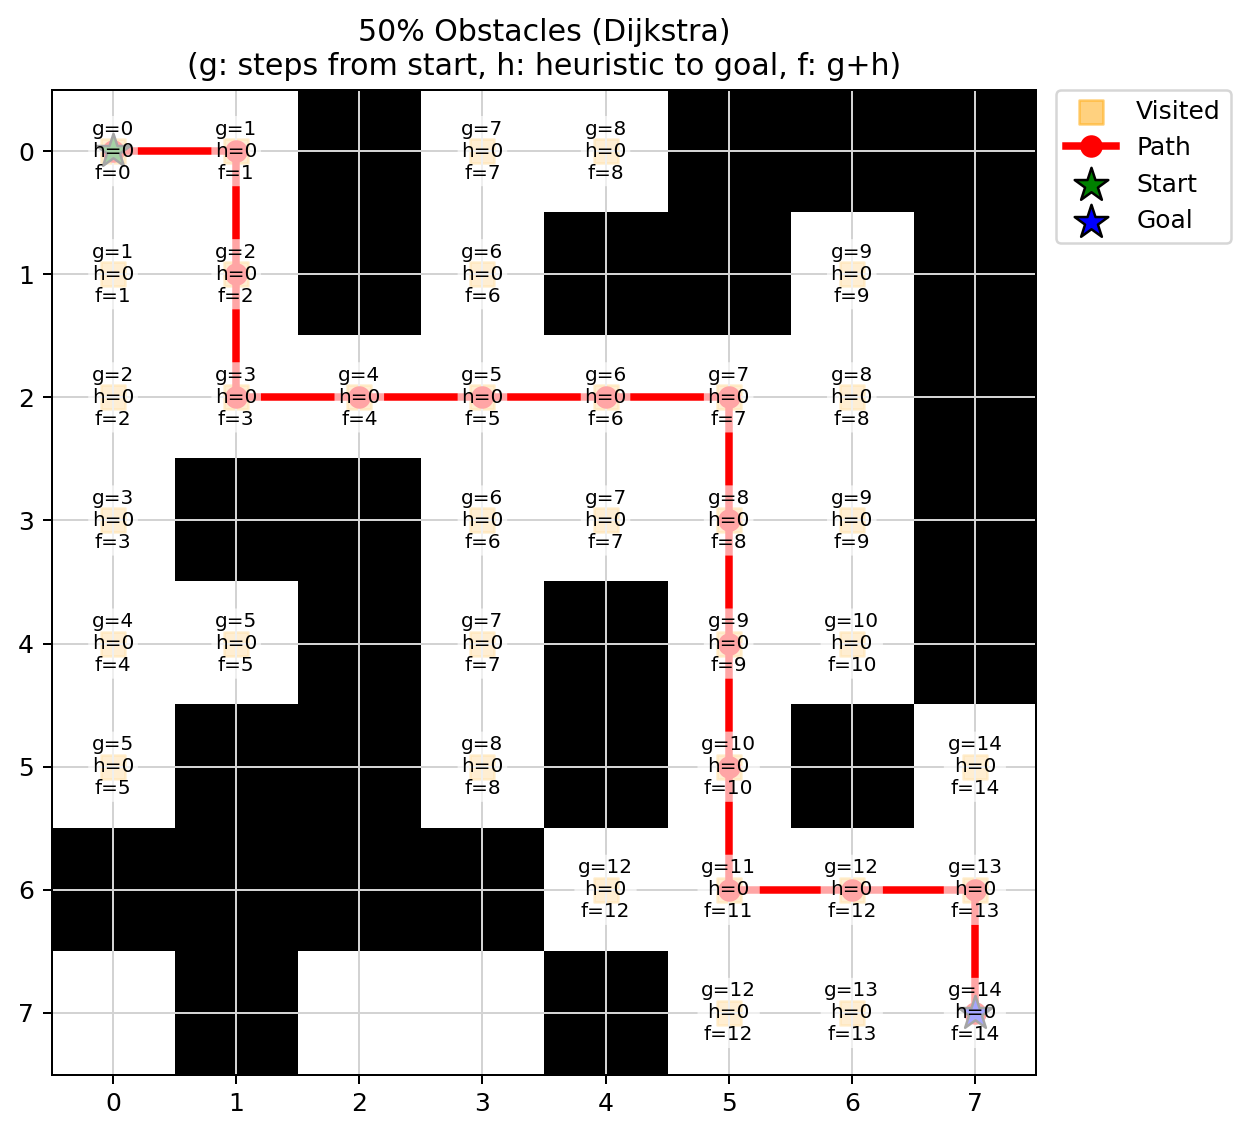 50% Obstacles (Dijkstra)
(g: steps from start, h: heuristic to goal, f: g+h)
Visited
Path
Start
Goal
0
g=0
h=0
f=0
g=1
h=0
f=1
g=7
h=0
f=7
g=8
h=0
f=8
1
g=1
h=0
f=1
g=2
h=0
f=2
g=6
h=0
f=6
g=9
h=0
f=9
2
g=2
h=0
f=2
g=3
h=0
f=3
g=4
h=0
f=4
g=5
h=0
f=5
g=6
h=0
f=6
g=7
h=0
f=7
g=8
h=0
f=8
3
g=3
h=0
f=3
g=6
h=0
f=6
g=7
h=0
f=7
g=8
h=0
f=8
g=9
h=0
f=9
4
g=4
h=0
f=4
g=5
h=0
f=5
g=7
h=0
f=7
g=9
h=0
f=9
g=10
h=0
f=10
5
g=5
h=0
f=5
g=8
h=0
f=8
g=10
h=0
f=10
g=14
h=0
f=14
6
g=12
h=0
f=12
g=11
h=0
f=11
g=12
h=0
f=12
g=13
h=0
f=13
7
g=12
h=0
f=12
g=13
h=0
f=13
g=14
h=0
f=14
0 1 2 3 4 5 6 7